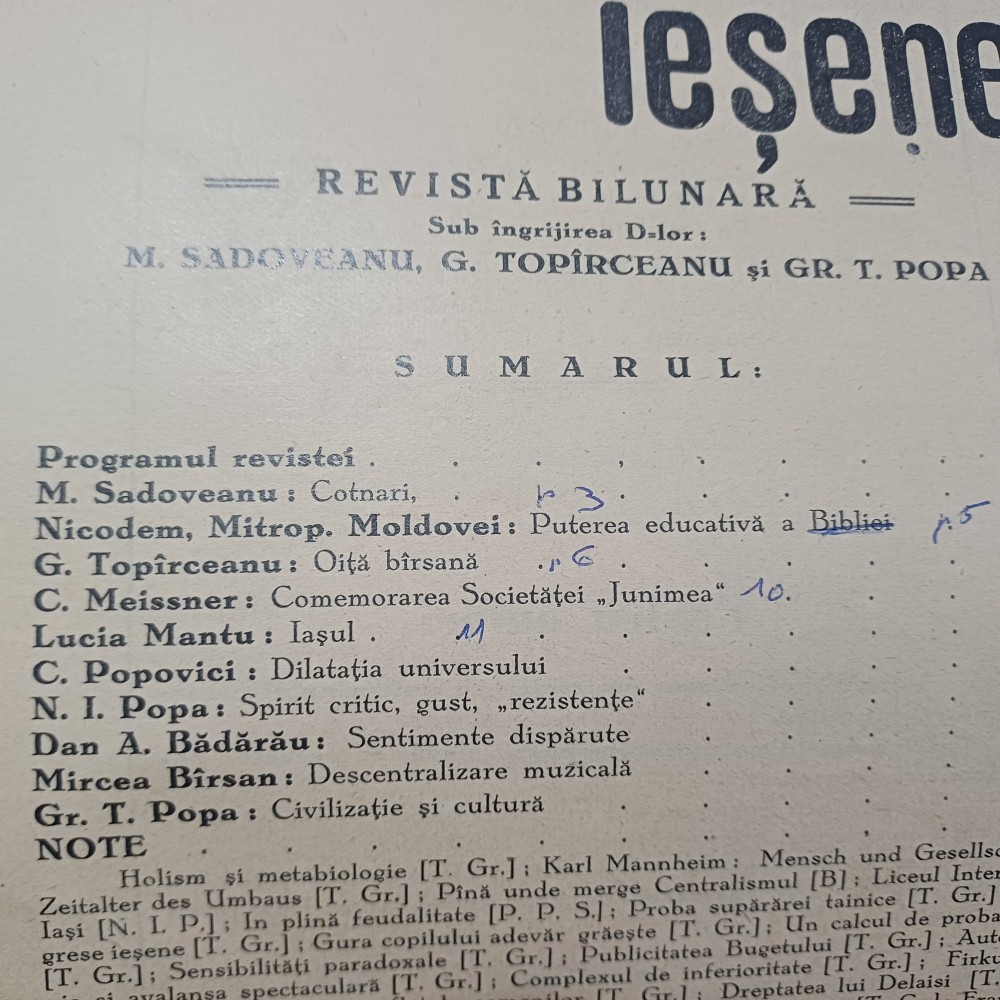 Ieșene
REVISTĂ BILUNARĂ
Sub îngrijirea D-lor:
M. SADOVEANU, G. TOPÎRCEANU și GR. T. POPA
SUMARUL:
Programul revistei
M. Sadoveanu: Cotnari, p 3
Nicodem, Mitrop. Moldovei: Puterea educativă a Bibliei p. 5
G. Topîrceanu: Oiță bîrsană p 6
C. Meissner: Comemorarea Societăței „Junimea“ 10
Lucia Mantu: Iașul 11
C. Popovici: Dilatația universului
N. I. Popa: Spirit critic, gust, „rezistențe“
Dan A. Bădărău: Sentimente dispărute
Mircea Bîrsan: Descentralizare muzicală
Gr. T. Popa: Civilizație și cultură
NOTE
Holism și metabiologie [T. Gr.]; Karl Mannheim: Mensch und Gesellsc
Zeitalter des Umbaus [T. Gr.]; Pînă unde merge Centralismul [B]; Liceul Inter
Iași [N. I. P.]; In plină feudalitate [P. P. S.]; Proba supărărei tainice [T. Gr.]
grese ieșene [T. Gr.]; Gura copilului adevăr grăește [T. Gr.]; Un calcul de proba
[T. Gr.]; Sensibilități paradoxale [T. Gr.]; Publicitatea Bugetului [T. Gr.]; Auto
și avalanșa spectaculară [T. Gr.]; Complexul de inferioritate [T. Gr.]; Firku
[T. Gr.]; Dreptatea lui Delaisi [T.